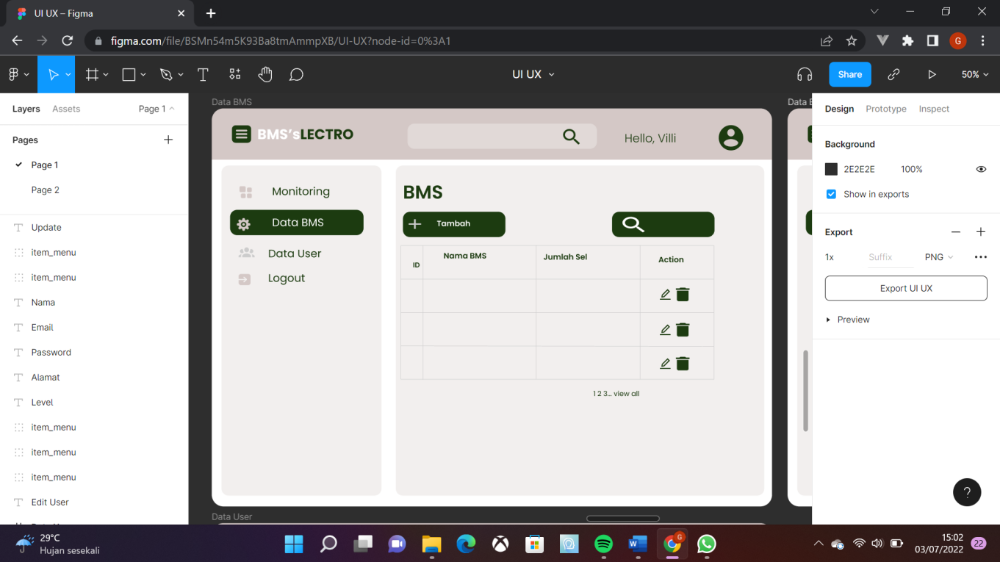 UI UX – Figma
figma.com/file/BSMn54m5K93Ba8tmAmmpXB/UI-UX?node-id=0%3A1
G
UI UX
Share
50%
Layers
Assets
Page 1
Pages
Page 1
Page 2
Update
item_menu
item_menu
Nama
Email
Password
Alamat
Level
item_menu
item_menu
item_menu
Edit User
Data BMS
BMS'sLECTRO
Hello, Villi
Monitoring
Data BMS
Data User
Logout
BMS
Tambah
ID
Nama BMS
Jumlah Sel
Action
1 2 3... view all
Data User
Design
Prototype
Inspect
Background
2E2E2E
100%
Show in exports
Export
1x
Suffix
PNG
Export UI UX
Preview
?
29°C
Hujan sesekali
G
15:02
03/07/2022
22